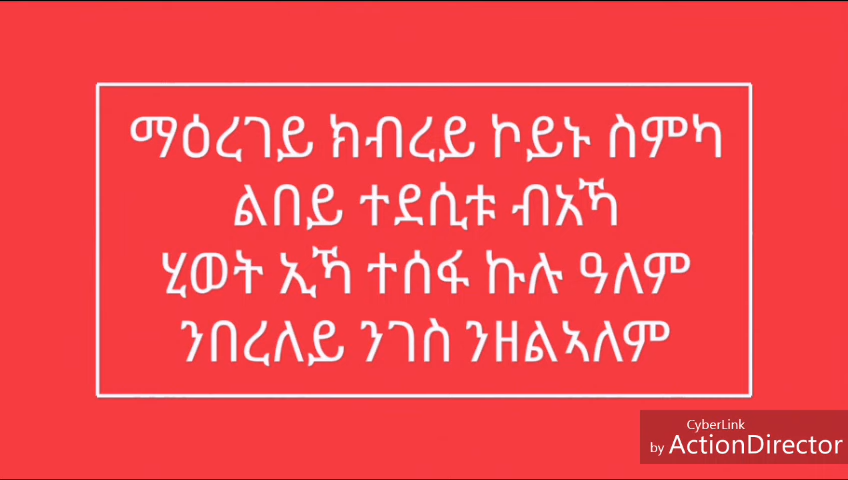 ማዕረገይ ክብረይ ኮይኑ ስምካ
ልበይ ተደሲቱ ብአኻ
ሂወት ኢኻ ተሰፋ ኩሉ ዓለም
ንበረለይ ንገስ ንዘልኣለም
CyberLink
by ActionDirector